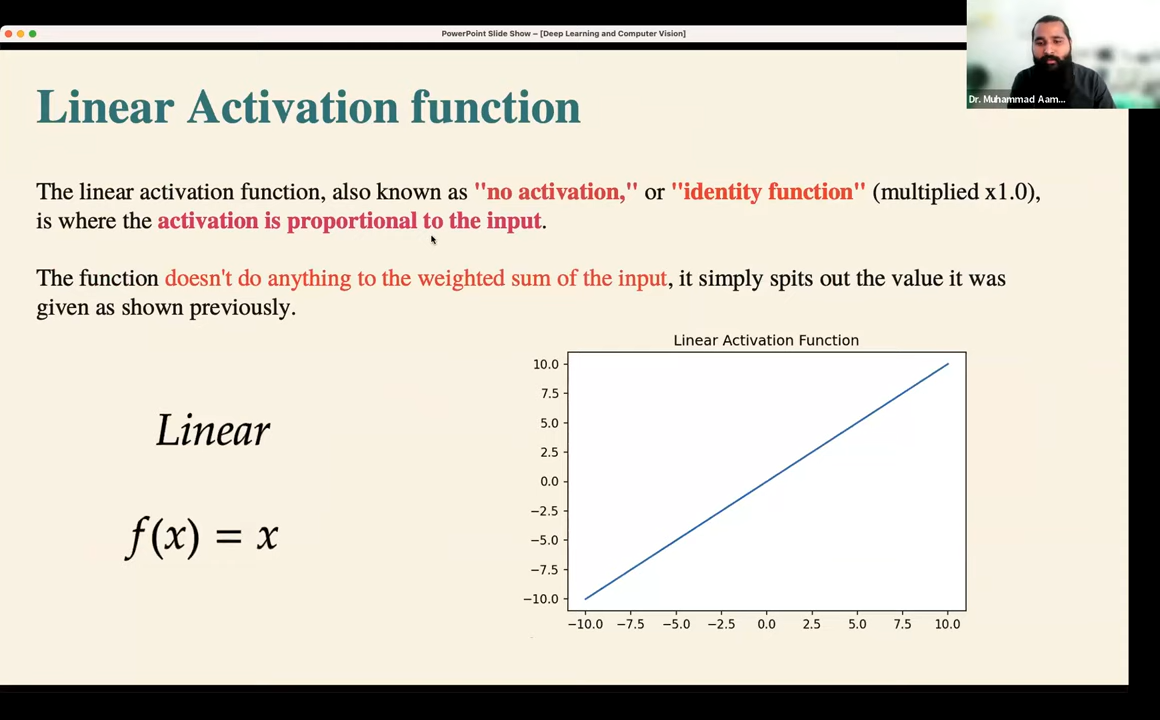 PowerPoint Slide Show – [Deep Learning and Computer Vision]
Dr. Muhammad Aam...
Linear Activation function
The linear activation function, also known as "no activation," or "identity function" (multiplied x1.0),
is where the activation is proportional to the input.
The function doesn't do anything to the weighted sum of the input, it simply spits out the value it was
given as shown previously.
Linear
f(x) = x
Linear Activation Function
10.0
7.5
5.0
2.5
0.0
−2.5
−5.0
−7.5
−10.0
−10.0 −7.5 −5.0 −2.5 0.0 2.5 5.0 7.5 10.0